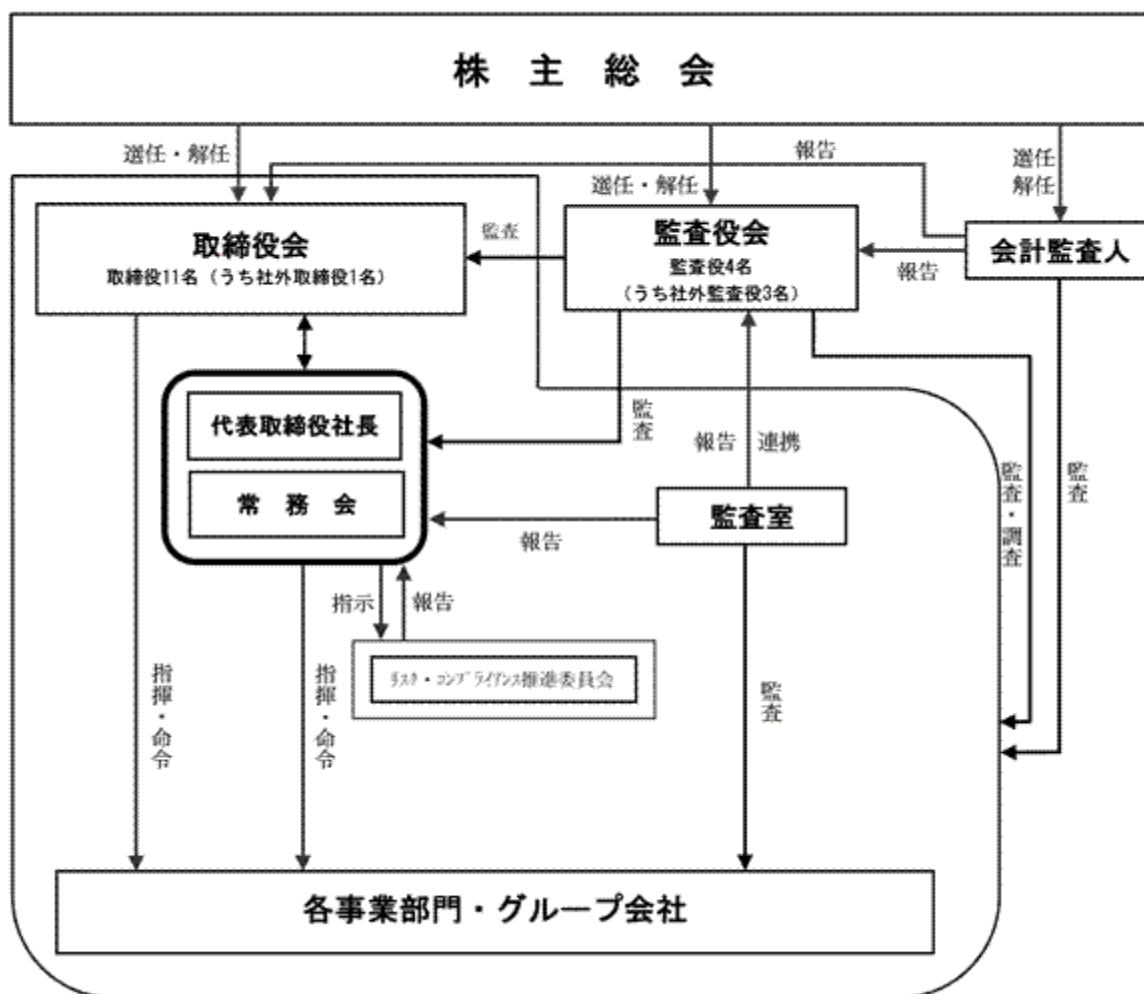 株主総会
選任・解任
選任・解任
報告
選任
解任
取締役会
取締役11名（うち社外取締役1名）
監査
監査役会
監査役4名
（うち社外監査役3名）
報告
会計監査人
代表取締役社長
常務会
監査
報告
連携
監査室
報告
監査・調査
監査
指示
報告
ﾘｽｸ・ｺﾝﾌﾟﾗｲｱﾝｽ推進委員会
指揮・命令
指揮・命令
監査
各事業部門・グループ会社